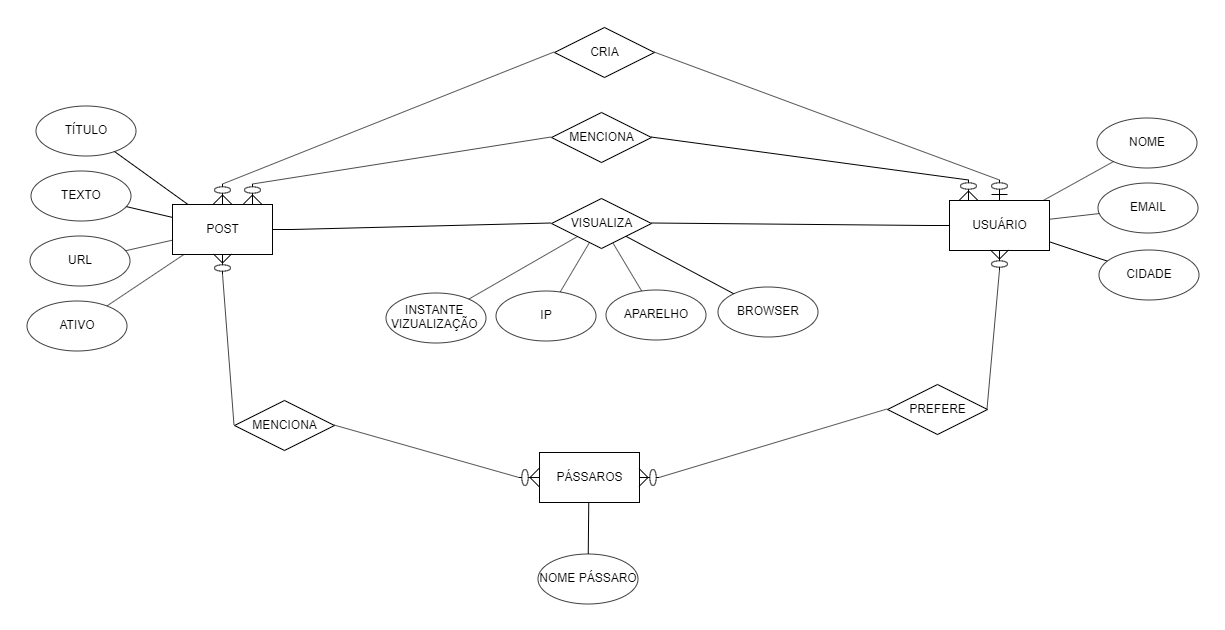 CRIA
TÍTULO
MENCIONA
NOME
TEXTO
EMAIL
POST
VISUALIZA
USUÁRIO
URL
CIDADE
INSTANTE
VIZUALIZAÇÃO
IP
APARELHO
BROWSER
ATIVO
MENCIONA
PREFERE
PÁSSAROS
NOME PÁSSARO